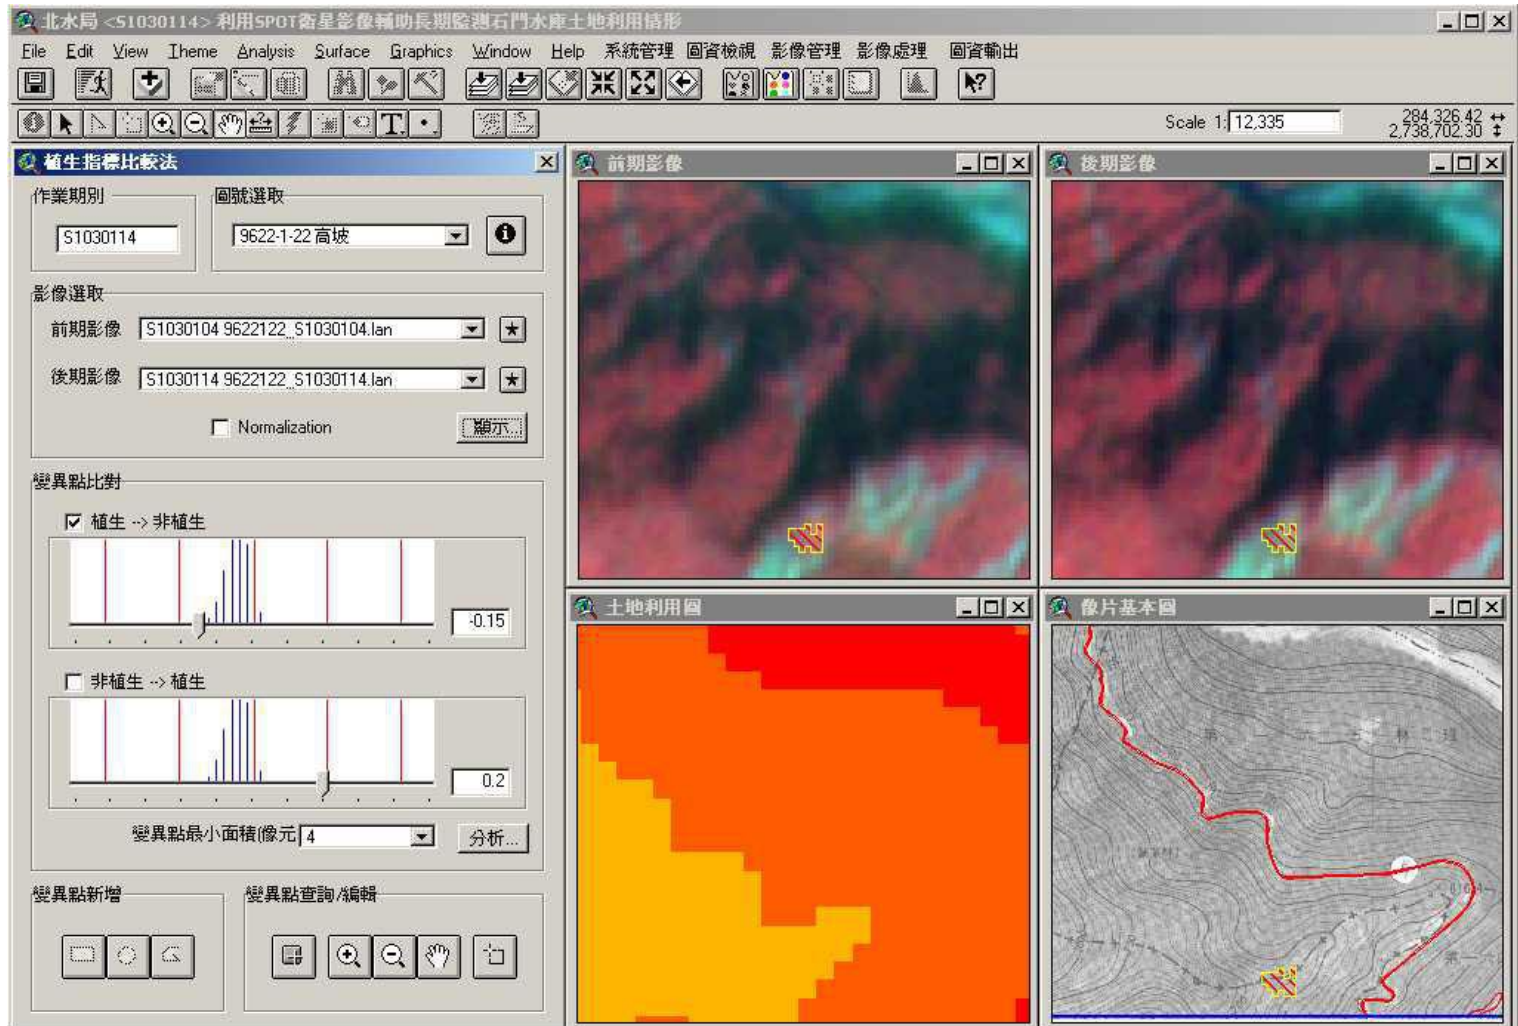 北水局 <S1030114> 利用SPOT衛星影像輔助長期監測石門水庫土地利用情形
File Edit View Theme Analysis Surface Graphics Window Help 系統管理 圖資檢視 影像管理 影像處理 圖資輸出
Scale 1: 12,335
284,326.42
2,738,702.30
植生指標比較法
作業期別
S1030114
圖號選取
9622-1-22 高坡
影像選取
前期影像 S1030104 9622122_S1030104.lan
後期影像 S1030114 9622122_S1030114.lan
Normalization
顯示...
變異點比對
植生 --> 非植生
-0.15
非植生 --> 植生
0.2
變異點最小面積(像元 4
分析...
變異點新增
變異點查詢/編輯
前期影像
後期影像
土地利用圖
像片基本圖
第
林 班
第一六